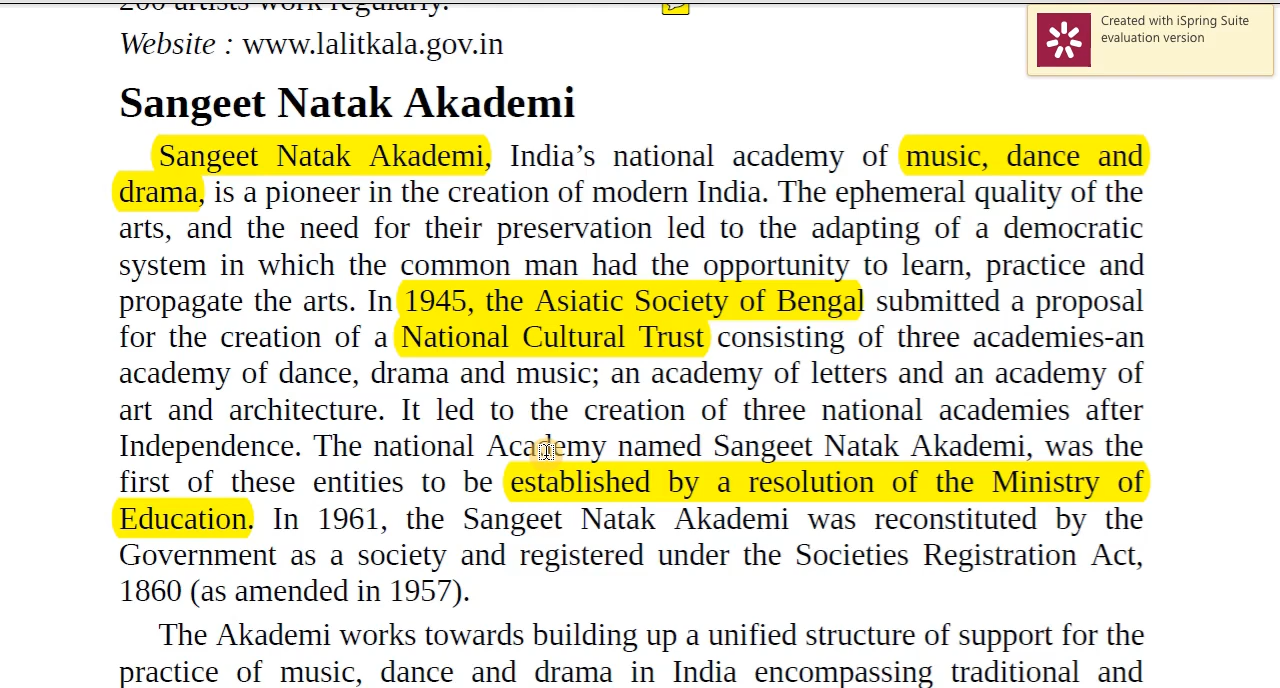 200 artists work regularly.
Website : www.lalitkala.gov.in
Created with iSpring Suite
evaluation version
Sangeet Natak Akademi
Sangeet Natak Akademi, India’s national academy of music, dance and
drama, is a pioneer in the creation of modern India. The ephemeral quality of the
arts, and the need for their preservation led to the adapting of a democratic
system in which the common man had the opportunity to learn, practice and
propagate the arts. In 1945, the Asiatic Society of Bengal submitted a proposal
for the creation of a National Cultural Trust consisting of three academies-an
academy of dance, drama and music; an academy of letters and an academy of
art and architecture. It led to the creation of three national academies after
Independence. The national Academy named Sangeet Natak Akademi, was the
first of these entities to be established by a resolution of the Ministry of
Education. In 1961, the Sangeet Natak Akademi was reconstituted by the
Government as a society and registered under the Societies Registration Act,
1860 (as amended in 1957).
The Akademi works towards building up a unified structure of support for the
practice of music, dance and drama in India encompassing traditional and